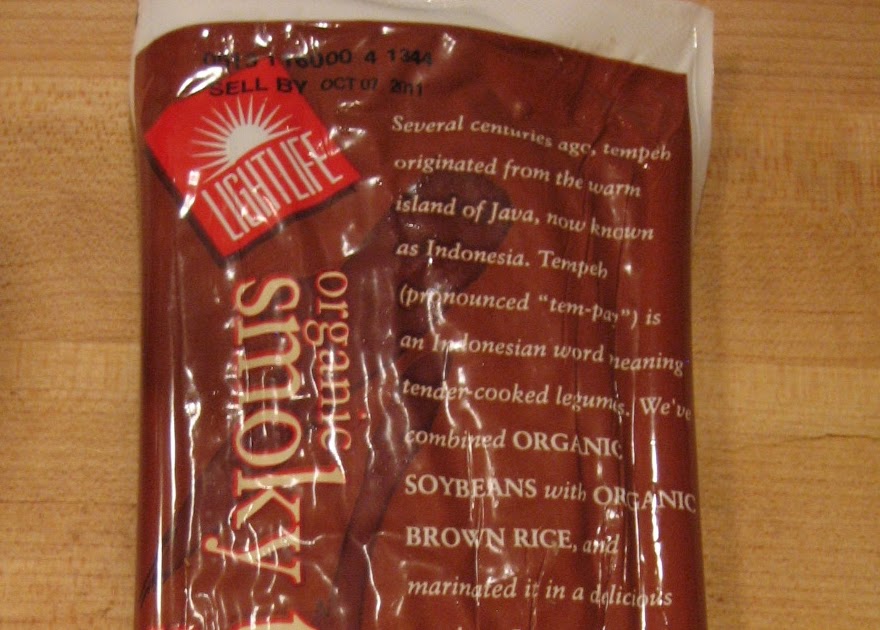 SELL BY OCT 07 2011
LIGHTLIFE
organic
smoky
Several centuries ago, tempeh
originated from the warm
island of Java, now known
as Indonesia. Tempeh
(pronounced "tem-pay") is
an Indonesian word meaning
tender-cooked legumes. We've
combined ORGANIC
SOYBEANS with ORGANIC
BROWN RICE, and
marinated it in a delicious